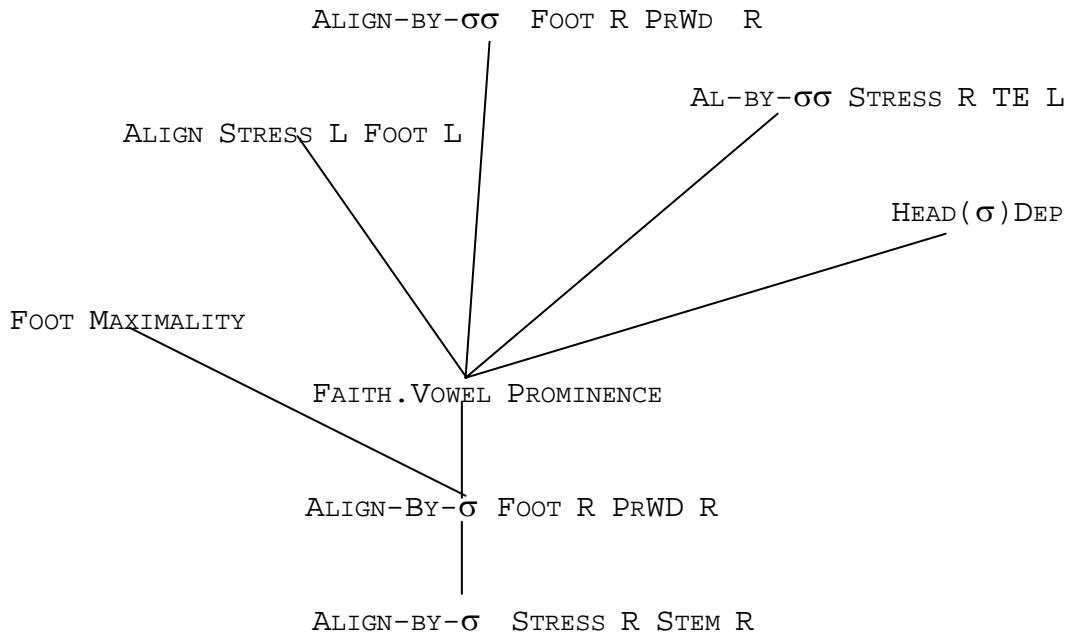 ALIGN-BY-σσ FOOT R PRWD R
AL-BY-σσ STRESS R TE L
ALIGN STRESS L FOOT L
HEAD(σ)DEP
FOOT MAXIMALITY
FAITH.VOWEL PROMINENCE
ALIGN-BY-σ FOOT R PRWD R
ALIGN-BY-σ STRESS R STEM R